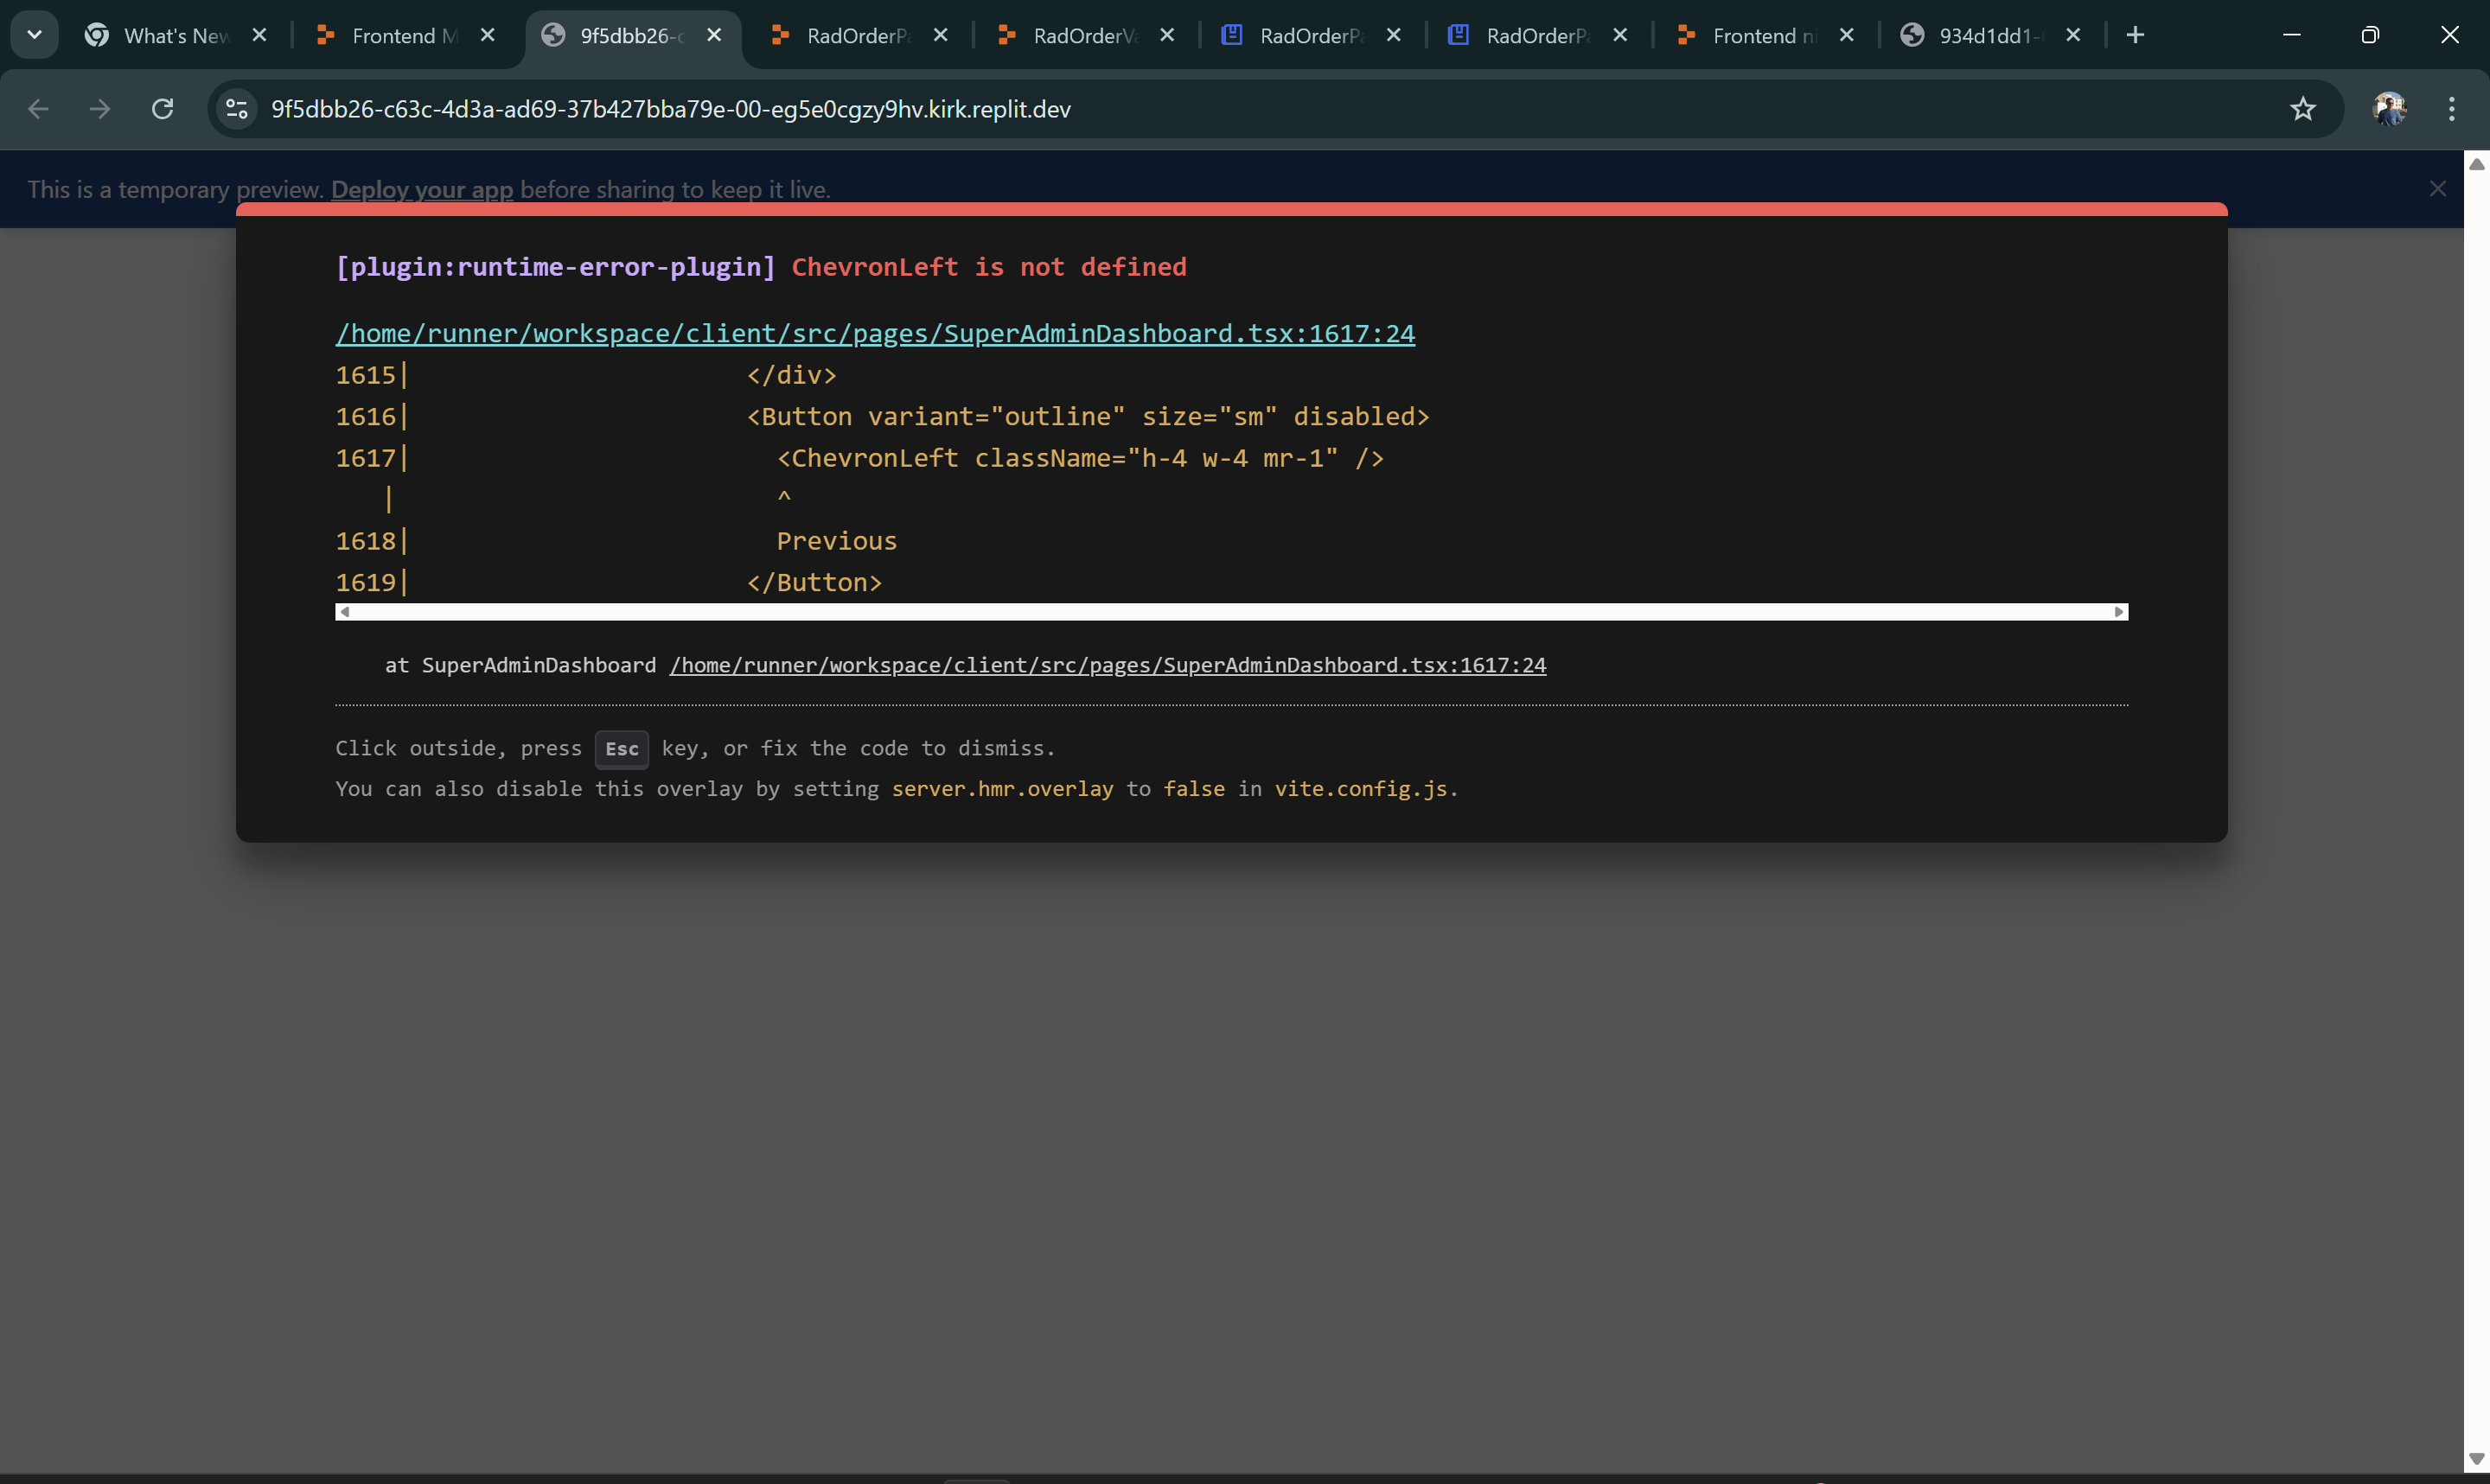 What's New
Frontend M
9f5dbb26-c
RadOrderPa
RadOrderVa
RadOrderPa
RadOrderPa
Frontend n
934d1dd1-
9f5dbb26-c63c-4d3a-ad69-37b427bba79e-00-eg5e0cgzy9hv.kirk.replit.dev
This is a temporary preview. Deploy your app before sharing to keep it live.
[plugin:runtime-error-plugin] ChevronLeft is not defined
/home/runner/workspace/client/src/pages/SuperAdminDashboard.tsx:1617:24
1615| </div>
1616| <Button variant="outline" size="sm" disabled>
1617| <ChevronLeft className="h-4 w-4 mr-1" />
| ^
1618| Previous
1619| </Button>
at SuperAdminDashboard /home/runner/workspace/client/src/pages/SuperAdminDashboard.tsx:1617:24
Click outside, press Esc key, or fix the code to dismiss.
You can also disable this overlay by setting server.hmr.overlay to false in vite.config.js.